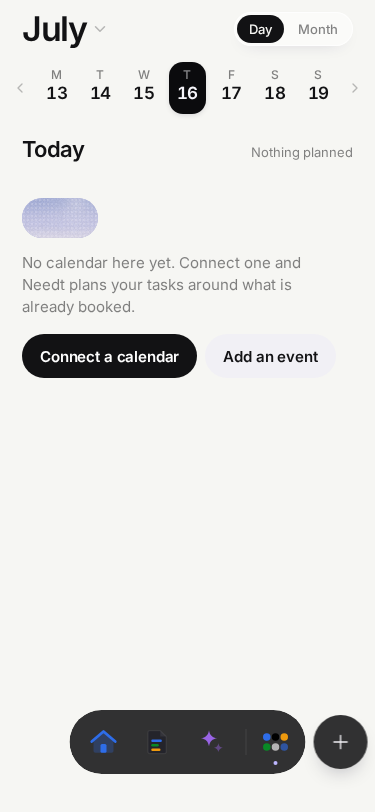 July
Day
Month
M T W T F S S
13 14 15 16 17 18 19
Today
Nothing planned
No calendar here yet. Connect one and
Needt plans your tasks around what is
already booked.
Connect a calendar
Add an event